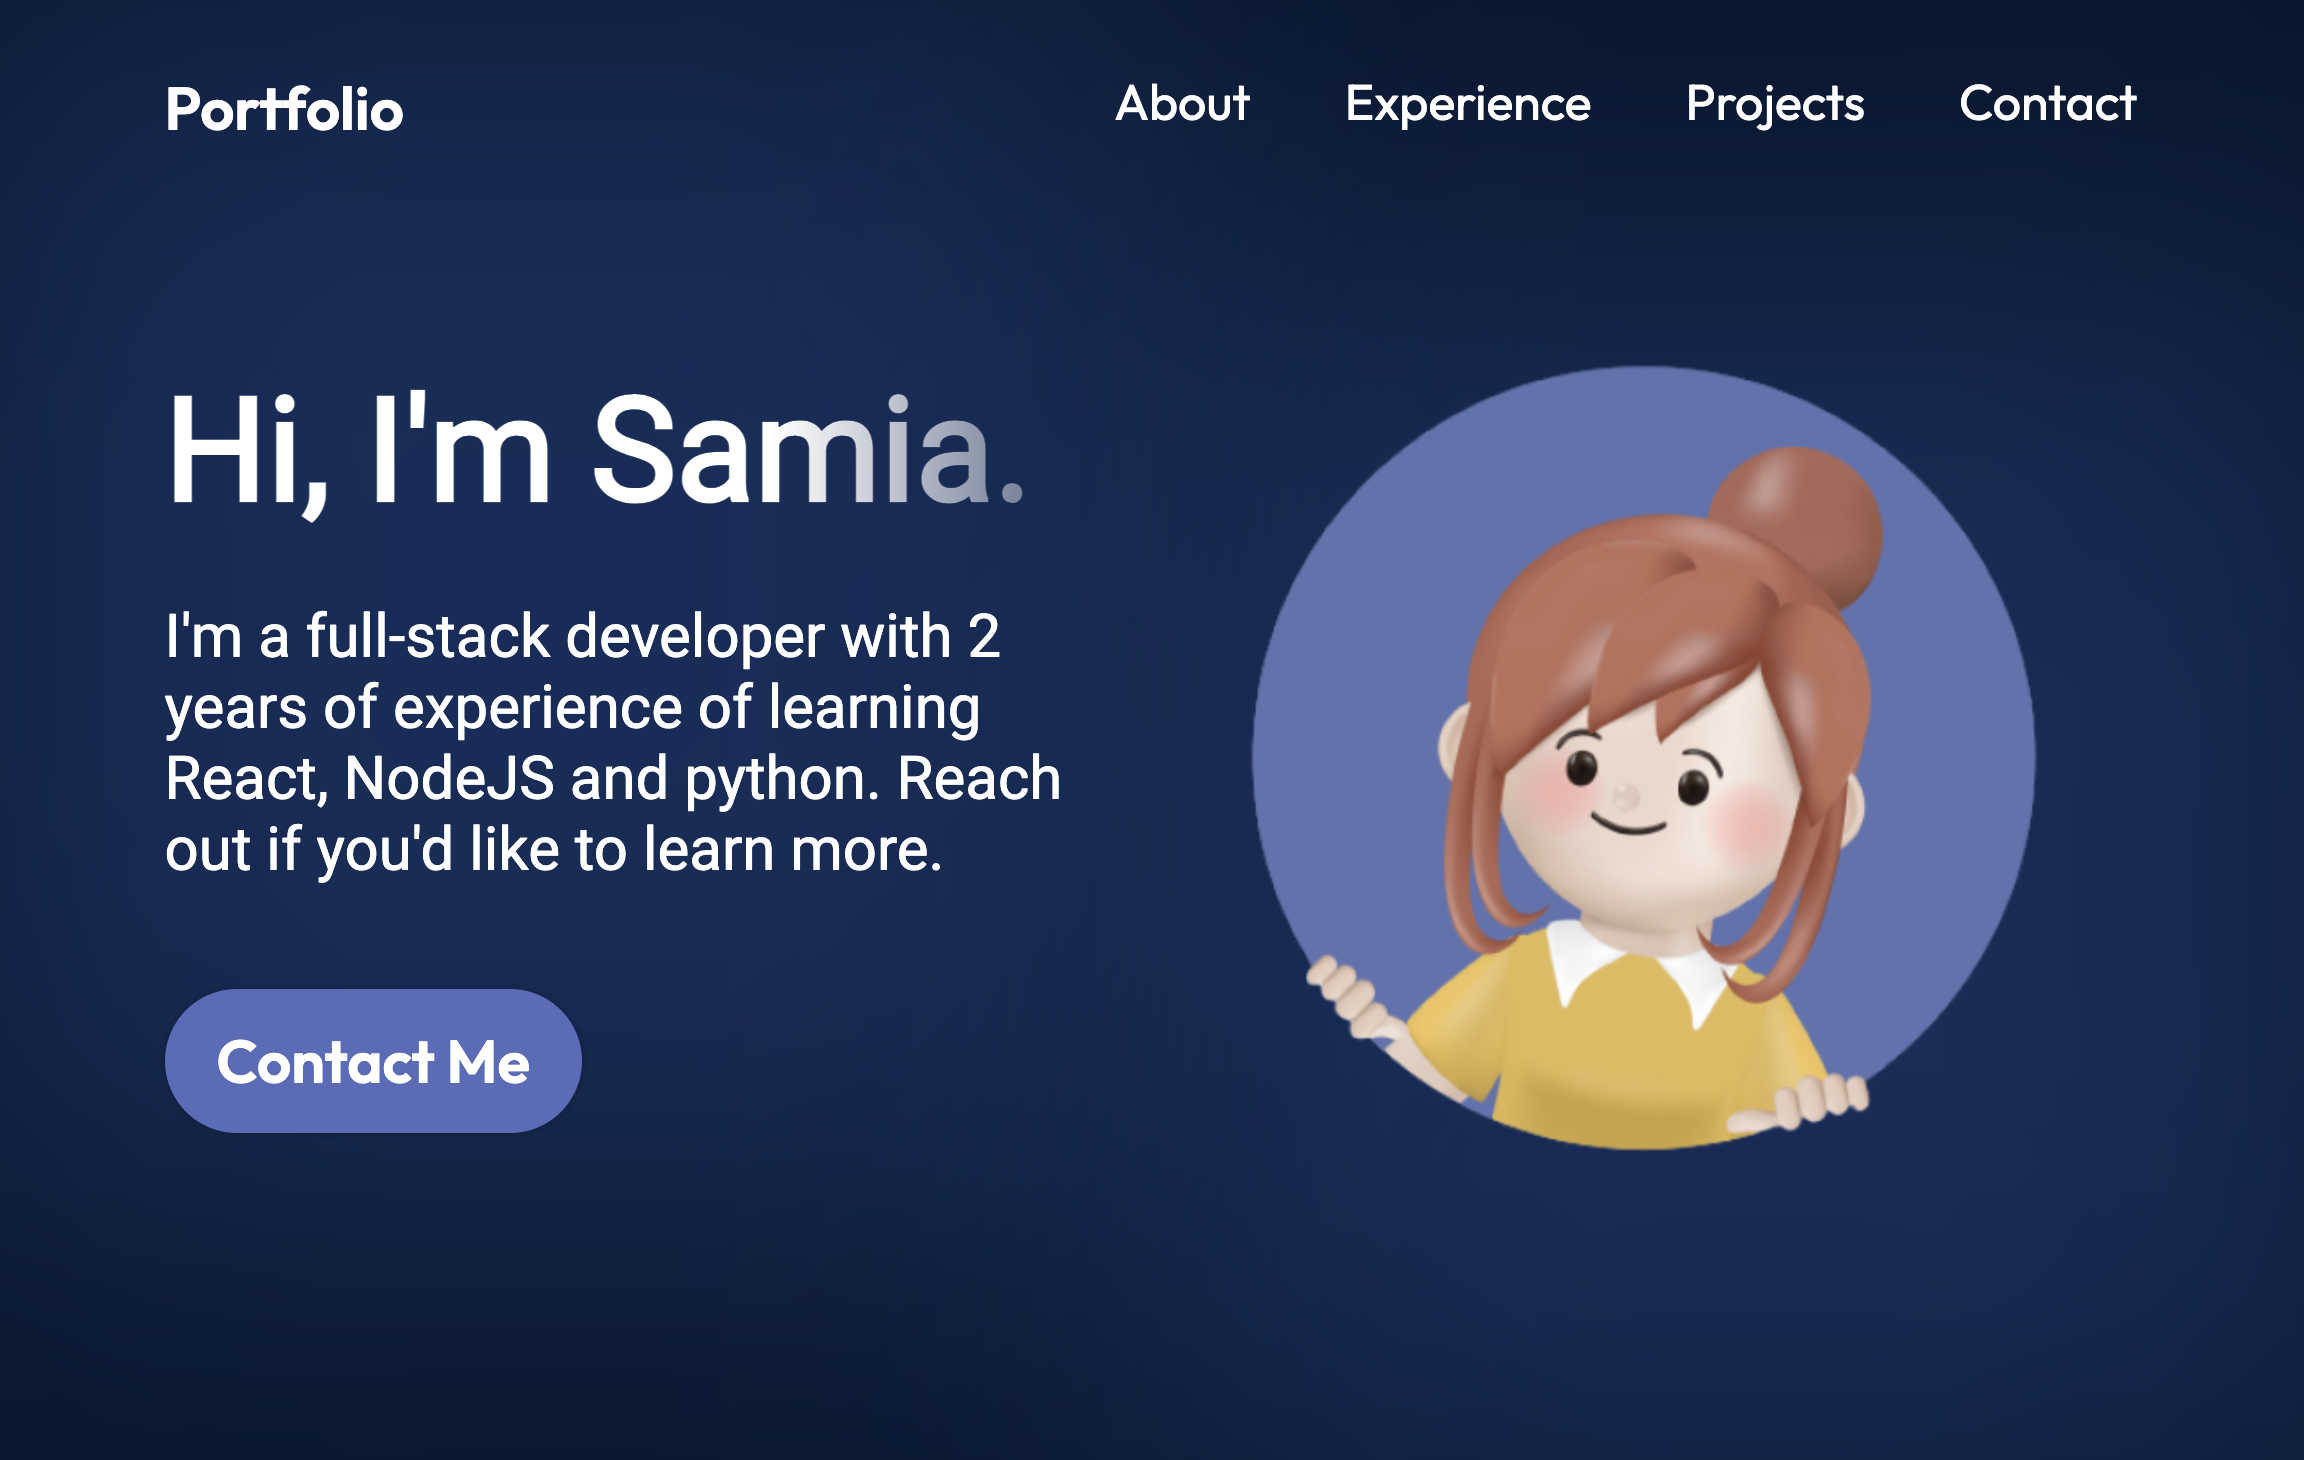 Portfolio
About Experience Projects Contact
Hi, I'm Samia.
I'm a full-stack developer with 2
years of experience of learning
React, NodeJS and python. Reach
out if you'd like to learn more.
Contact Me